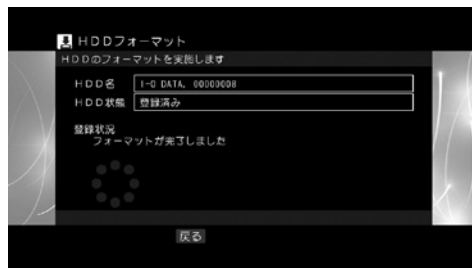 HDDフォーマット
HDDのフォーマットを実施します
HDD名 I-O DATA, 00000008
HDD状態 登録済み
登録状況
フォーマットが完了しました
戻る